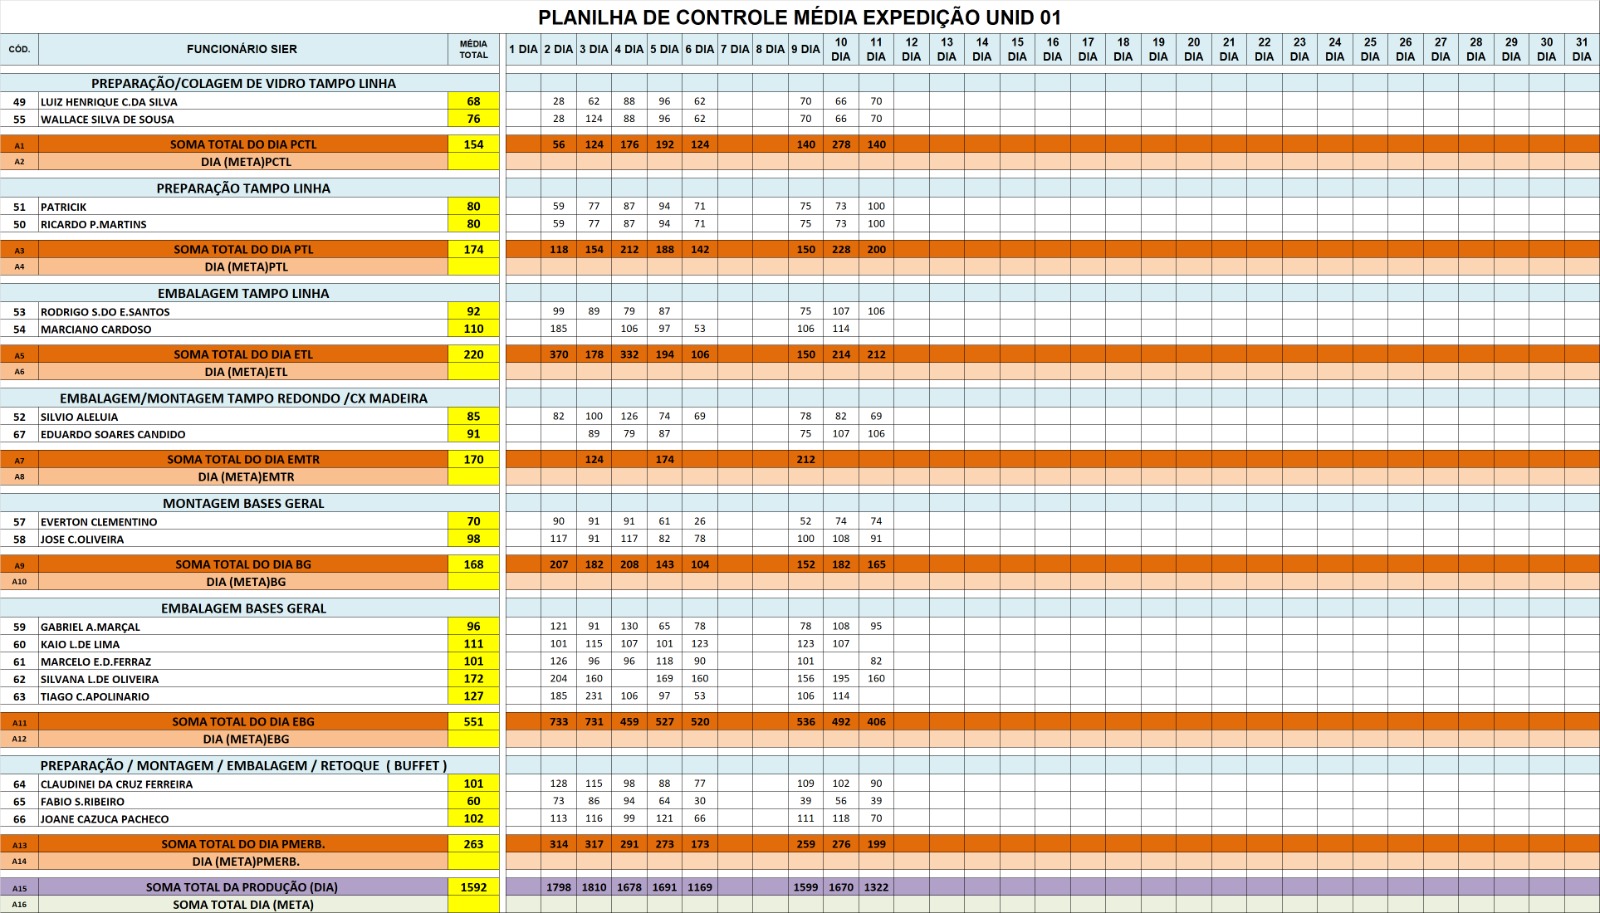 PLANILHA DE CONTROLE MÉDIA EXPEDIÇÃO UNID 01
CÓD. FUNCIONÁRIO SIER MÉDIA TOTAL 1 DIA 2 DIA 3 DIA 4 DIA 5 DIA 6 DIA 7 DIA 8 DIA 9 DIA 10 DIA 11 DIA 12 DIA 13 DIA 14 DIA 15 DIA 16 DIA 17 DIA 18 DIA 19 DIA 20 DIA 21 DIA 22 DIA 23 DIA 24 DIA 25 DIA 26 DIA 27 DIA 28 DIA 29 DIA 30 DIA 31 DIA
PREPARAÇÃO/COLAGEM DE VIDRO TAMPO LINHA
49 LUIZ HENRIQUE C.DA SILVA 68 28 62 88 96 62 70 66 70
55 WALLACE SILVA DE SOUSA 76 28 124 88 96 62 70 66 70
A1 SOMA TOTAL DO DIA PCTL 154 56 124 176 192 124 140 278 140
A2 DIA (META)PCTL
PREPARAÇÃO TAMPO LINHA
51 PATRICIK 80 59 77 87 94 71 75 73 100
50 RICARDO P.MARTINS 80 59 77 87 94 71 75 73 100
A3 SOMA TOTAL DO DIA PTL 174 118 154 212 188 142 150 228 200
A4 DIA (META)PTL
EMBALAGEM TAMPO LINHA
53 RODRIGO S.DO E.SANTOS 92 99 89 79 87 75 107 106
54 MARCIANO CARDOSO 110 185 106 97 53 106 114
A5 SOMA TOTAL DO DIA ETL 220 370 178 332 194 106 150 214 212
A6 DIA (META)ETL
EMBALAGEM/MONTAGEM TAMPO REDONDO /CX MADEIRA
52 SILVIO ALELUIA 85 82 100 126 74 69 78 82 69
67 EDUARDO SOARES CANDIDO 91 89 79 87 75 107 106
A7 SOMA TOTAL DO DIA EMTR 170 124 174 212
A8 DIA (META)EMTR
MONTAGEM BASES GERAL
57 EVERTON CLEMENTINO 70 90 91 91 61 26 52 74 74
58 JOSE C.OLIVEIRA 98 117 91 117 82 78 100 108 91
A9 SOMA TOTAL DO DIA BG 168 207 182 208 143 104 152 182 165
A10 DIA (META)BG
EMBALAGEM BASES GERAL
59 GABRIEL A.MARÇAL 96 121 91 130 65 78 78 108 95
60 KAIO L.DE LIMA 111 101 115 107 101 123 123 107
61 MARCELO E.D.FERRAZ 101 126 96 96 118 90 101 82
62 SILVANA L.DE OLIVEIRA 172 204 160 169 160 156 195 160
63 TIAGO C.APOLINARIO 127 185 231 106 97 53 106 114
A11 SOMA TOTAL DO DIA EBG 551 733 731 459 527 520 536 492 406
A12 DIA (META)EBG
PREPARAÇÃO / MONTAGEM / EMBALAGEM / RETOQUE ( BUFFET )
64 CLAUDINEI DA CRUZ FERREIRA 101 128 115 98 88 77 109 102 90
65 FABIO S.RIBEIRO 60 73 86 94 64 30 39 56 39
66 JOANE CAZUCA PACHECO 102 113 116 99 121 66 111 118 70
A13 SOMA TOTAL DO DIA PMERB. 263 314 317 291 273 173 259 276 199
A14 DIA (META)PMERB.
A15 SOMA TOTAL DA PRODUÇÃO (DIA) 1592 1798 1810 1678 1691 1169 1599 1670 1322
A16 SOMA TOTAL DIA (META)